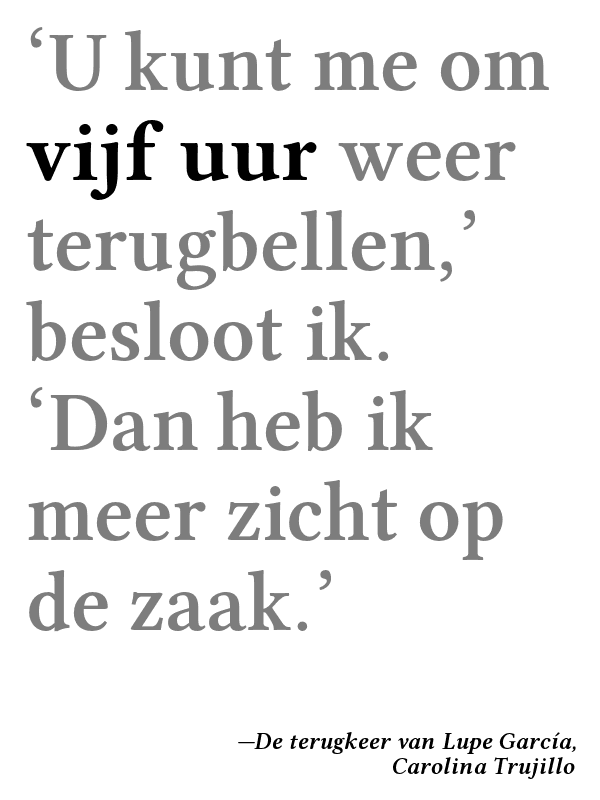 ‘U kunt me om
vijf uur weer
terugbellen,’
besloot ik.
‘Dan heb ik
meer zicht op
de zaak.’
—De terugkeer van Lupe García,
Carolina Trujillo